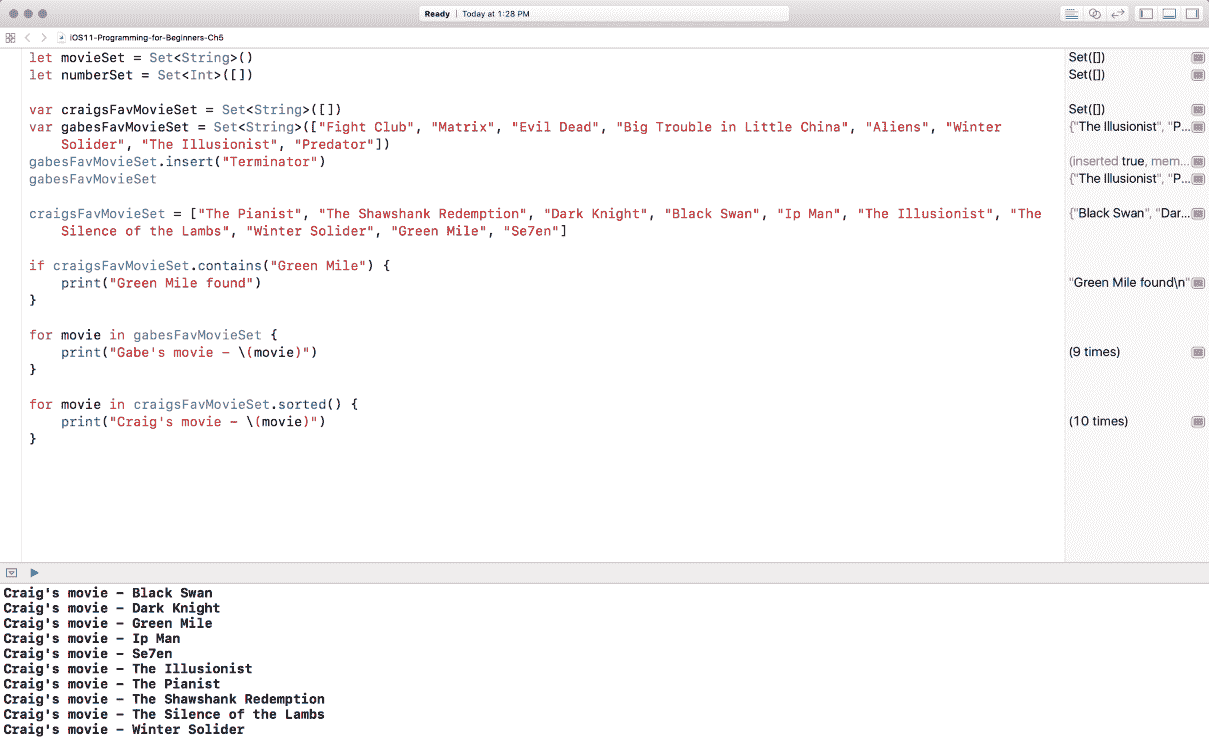 Ready | Today at 1:28 PM
iOS11-Programming-for-Beginners-Ch5
let movieSet = Set<String>()
Set([])
let numberSet = Set<Int>([])
Set([])
var craigsFavMovieSet = Set<String>([])
Set([])
var gabesFavMovieSet = Set<String>(["Fight Club", "Matrix", "Evil Dead", "Big Trouble in Little China", "Aliens", "Winter
{"The Illusionist", "P...
Solider", "The Illusionist", "Predator"])
gabesFavMovieSet.insert("Terminator")
(inserted true, mem...
gabesFavMovieSet
{"The Illusionist", "P...
craigsFavMovieSet = ["The Pianist", "The Shawshank Redemption", "Dark Knight", "Black Swan", "Ip Man", "The Illusionist", "The
{"Black Swan", "Dar...
Silence of the Lambs", "Winter Solider", "Green Mile", "Se7en"]
if craigsFavMovieSet.contains("Green Mile") {
print("Green Mile found")
"Green Mile found\n"
}
for movie in gabesFavMovieSet {
print("Gabe's movie - \(movie)")
(9 times)
}
for movie in craigsFavMovieSet.sorted() {
print("Craig's movie - \(movie)")
(10 times)
}
Craig's movie - Black Swan
Craig's movie - Dark Knight
Craig's movie - Green Mile
Craig's movie - Ip Man
Craig's movie - Se7en
Craig's movie - The Illusionist
Craig's movie - The Pianist
Craig's movie - The Shawshank Redemption
Craig's movie - The Silence of the Lambs
Craig's movie - Winter Solider